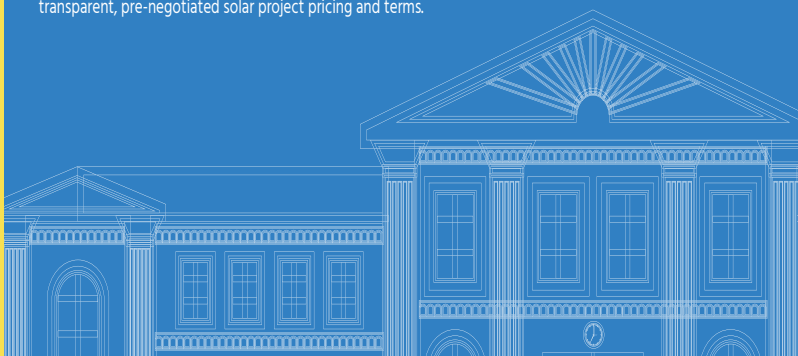 transparent, pre-negotiated solar project pricing and terms.